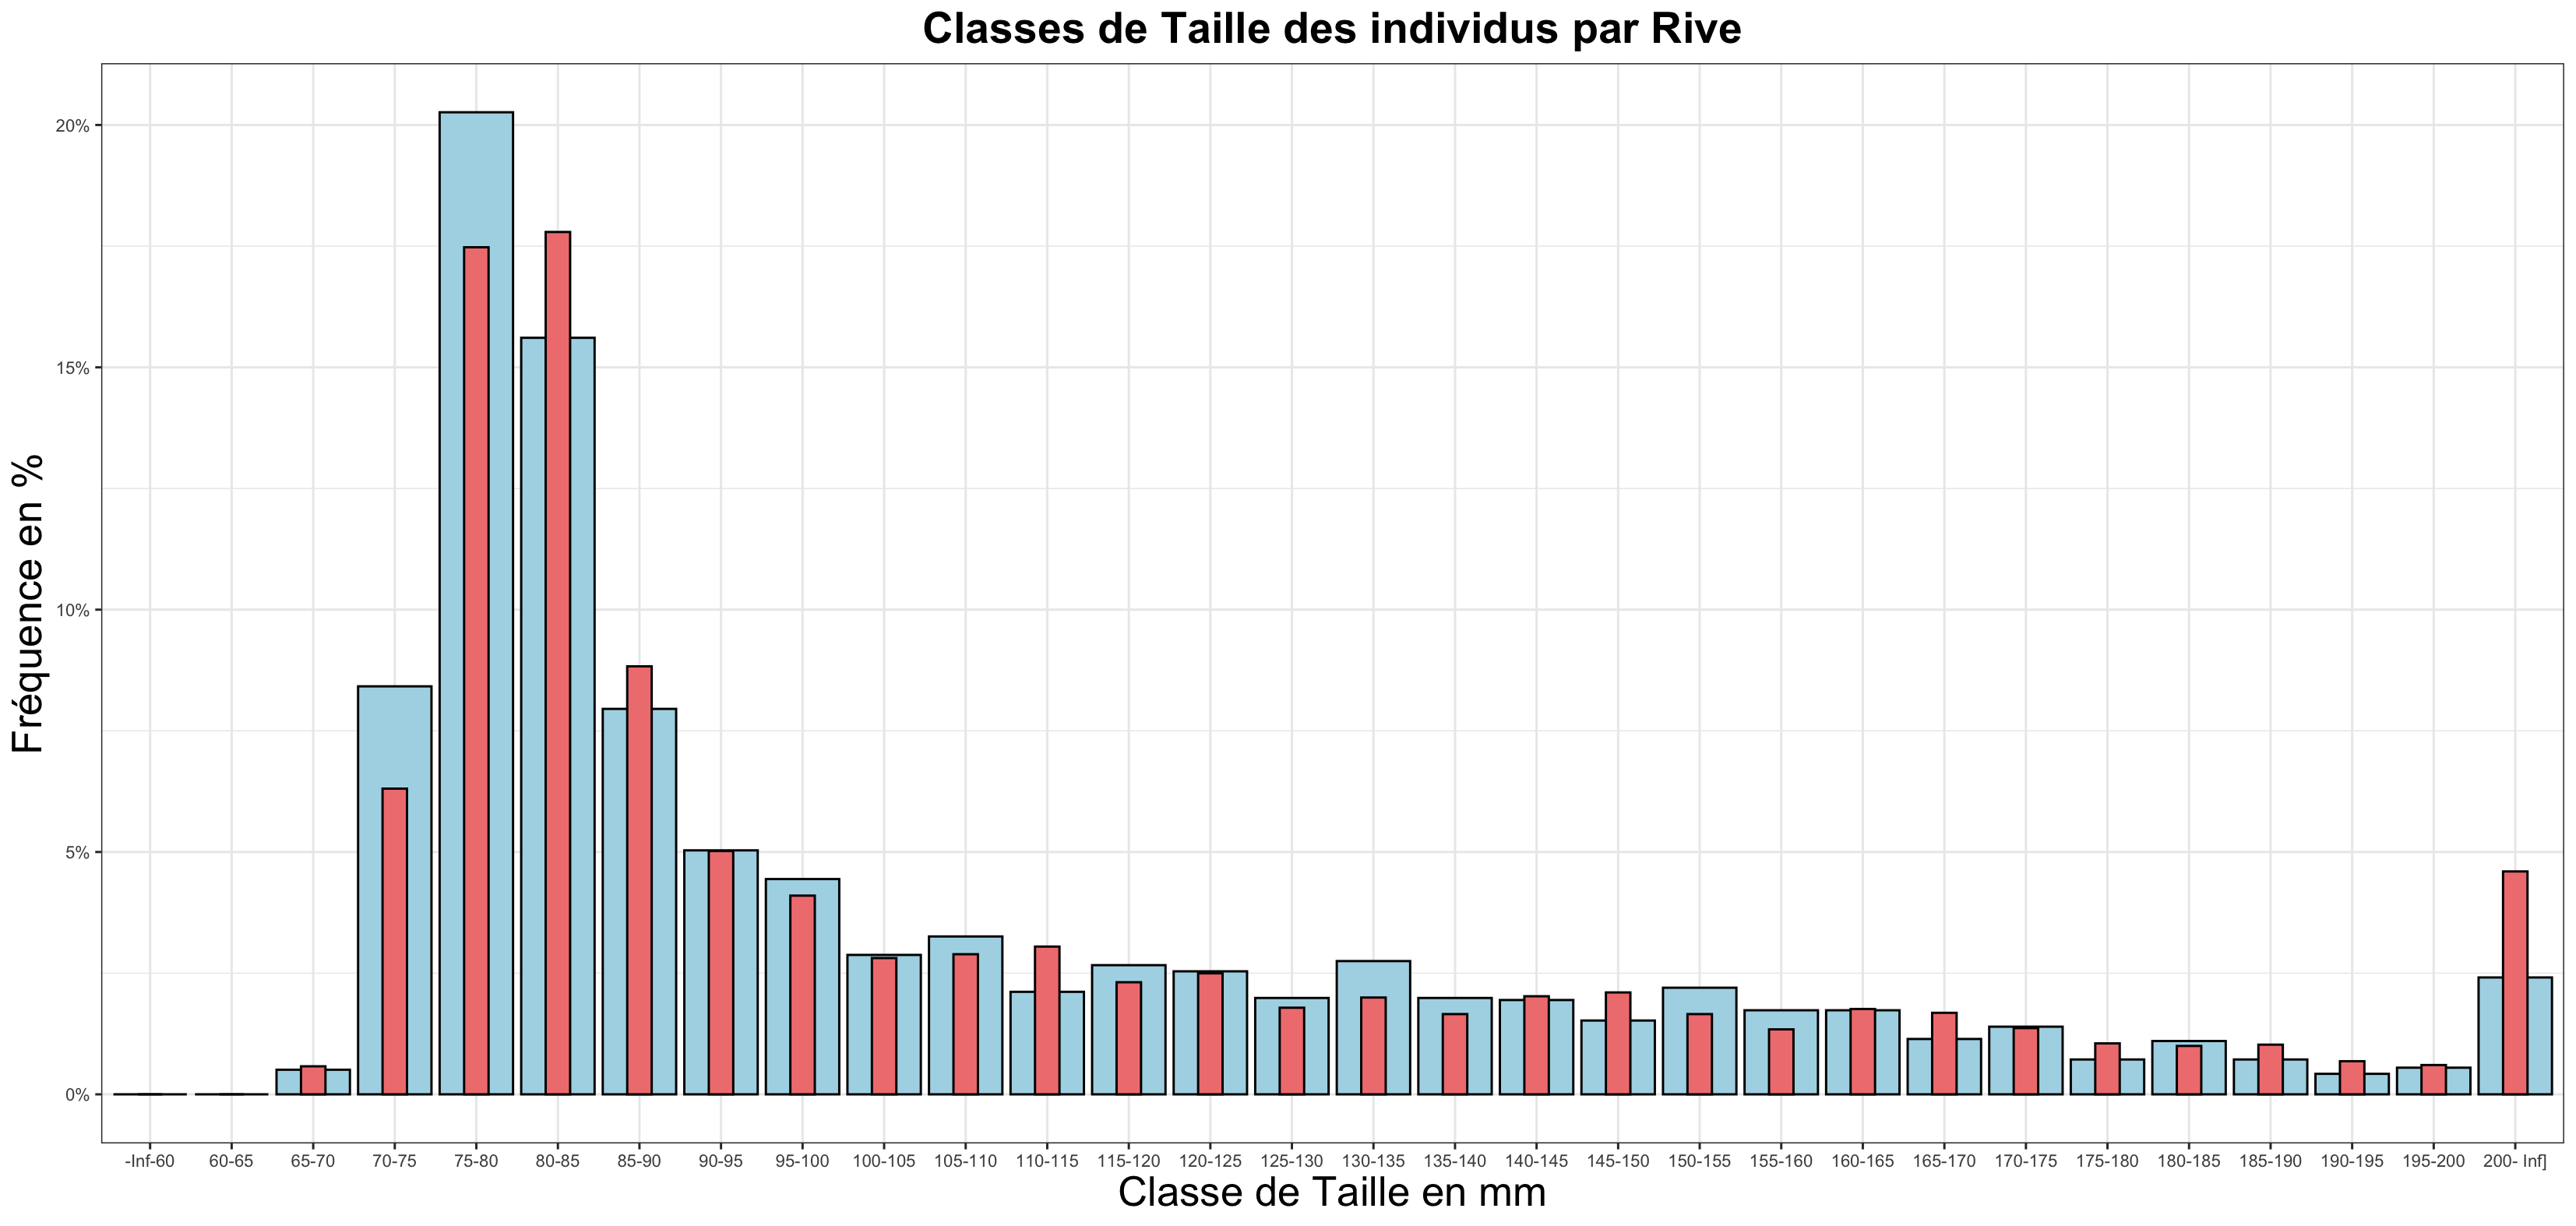 Classes de Taille des individus par Rive
Fréquence en %
20%
15%
10%
5%
0%
-Inf-60 60-65 65-70 70-75 75-80 80-85 85-90 90-95 95-100 100-105 105-110 110-115 115-120 120-125 125-130 130-135 135-140 140-145 145-150 150-155 155-160 160-165 165-170 170-175 175-180 180-185 185-190 190-195 195-200 200- Inf]
Classe de Taille en mm